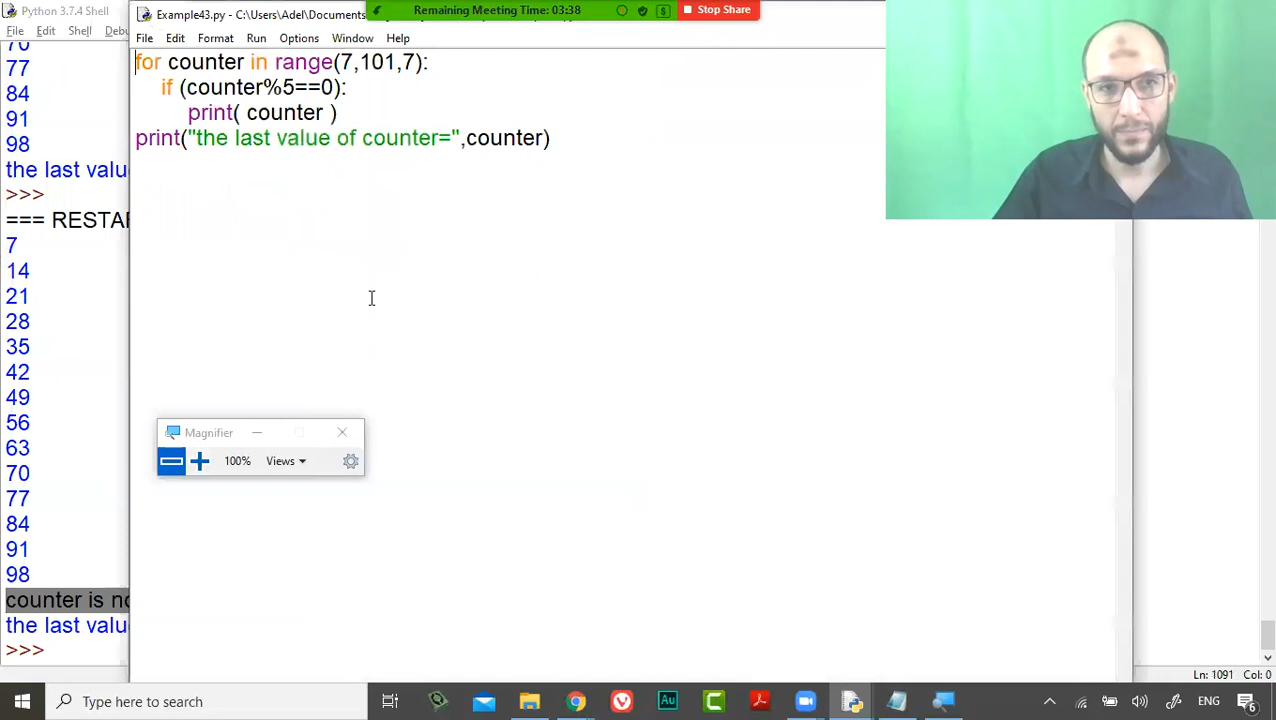 Python 3.7.4 Shell
File Edit Shell Debu
70
77
84
91
98
the last valu
>>>
=== RESTAR
7
14
21
28
35
42
49
56
63
70
77
84
91
98
counter is no
the last valu
>>>
Example43.py - C:\Users\Adel\Documents
Remaining Meeting Time: 03:38
Stop Share
File Edit Format Run Options Window Help
for counter in range(7,101,7):
if (counter%5==0):
print( counter )
print("the last value of counter=",counter)
Magnifier
100% Views
Ln: 1091 Col: 0
Type here to search
Au
ENG
6